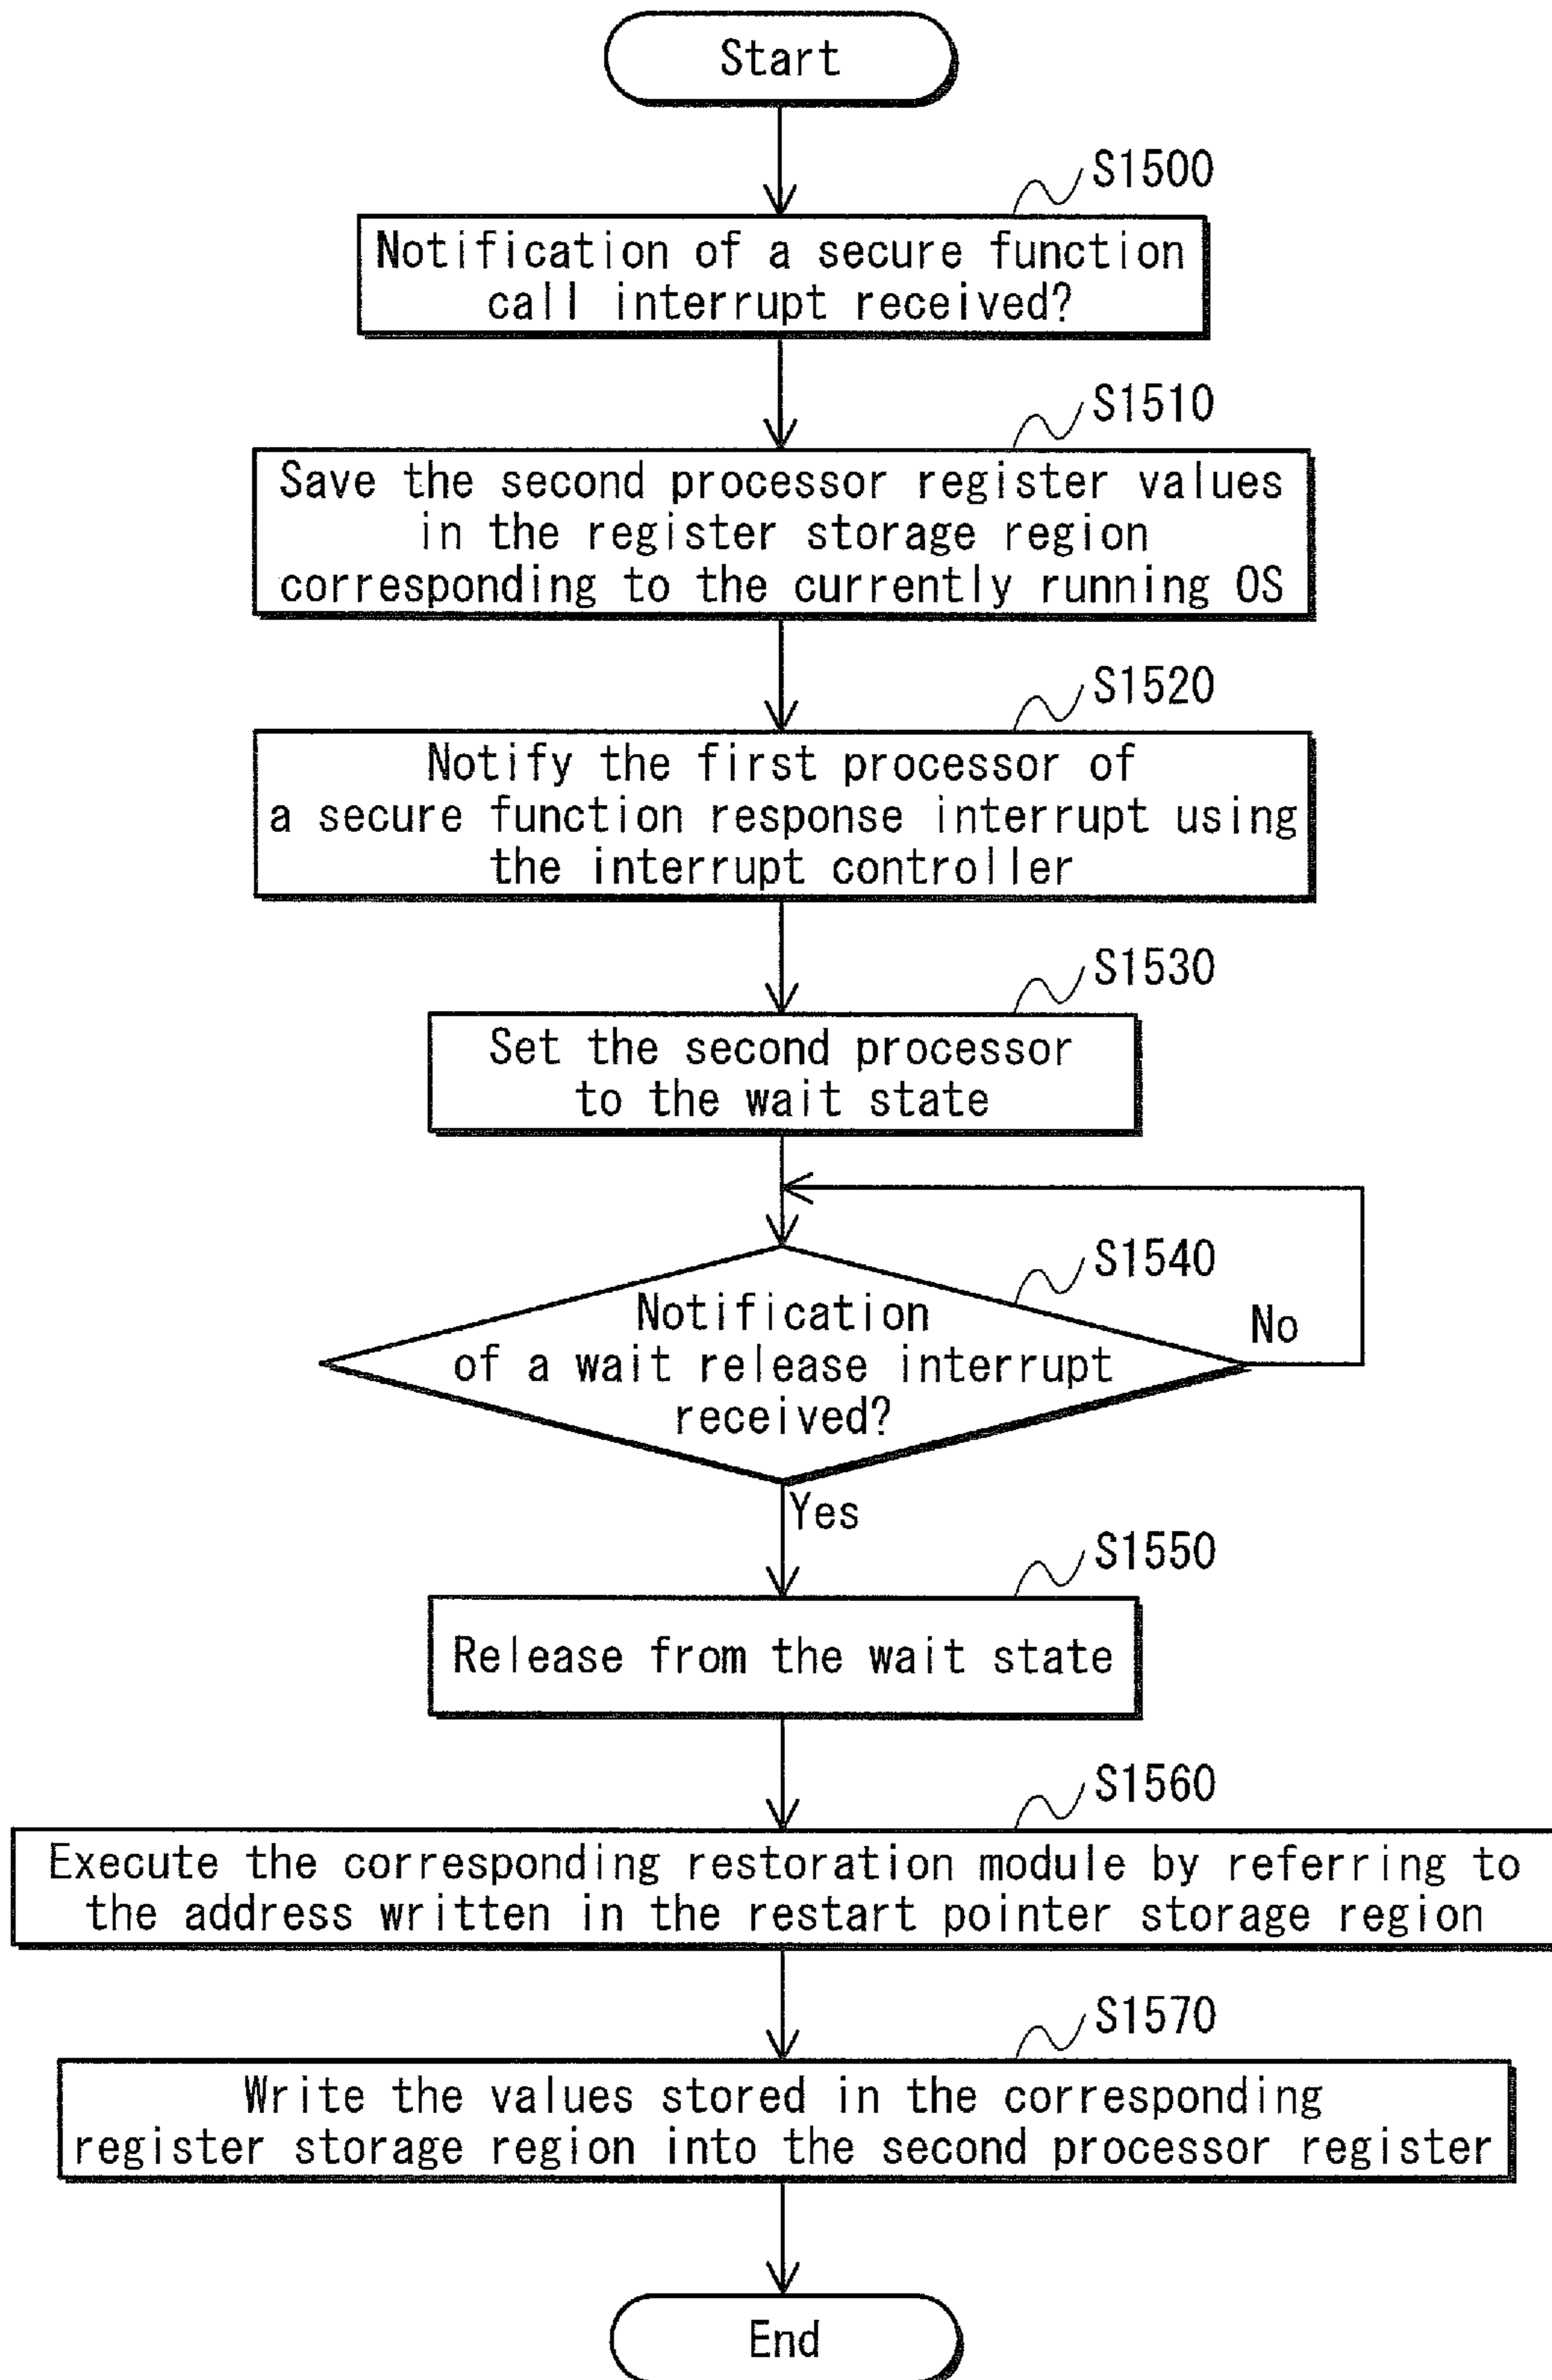 Start
S1500
Notification of a secure function
call interrupt received?
S1510
Save the second processor register values
in the register storage region
corresponding to the currently running OS
S1520
Notify the first processor of
a secure function response interrupt using
the interrupt controller
S1530
Set the second processor
to the wait state
S1540
Notification
of a wait release interrupt
received?
No
Yes
S1550
Release from the wait state
S1560
Execute the corresponding restoration module by referring to
the address written in the restart pointer storage region
S1570
Write the values stored in the corresponding
register storage region into the second processor register
End